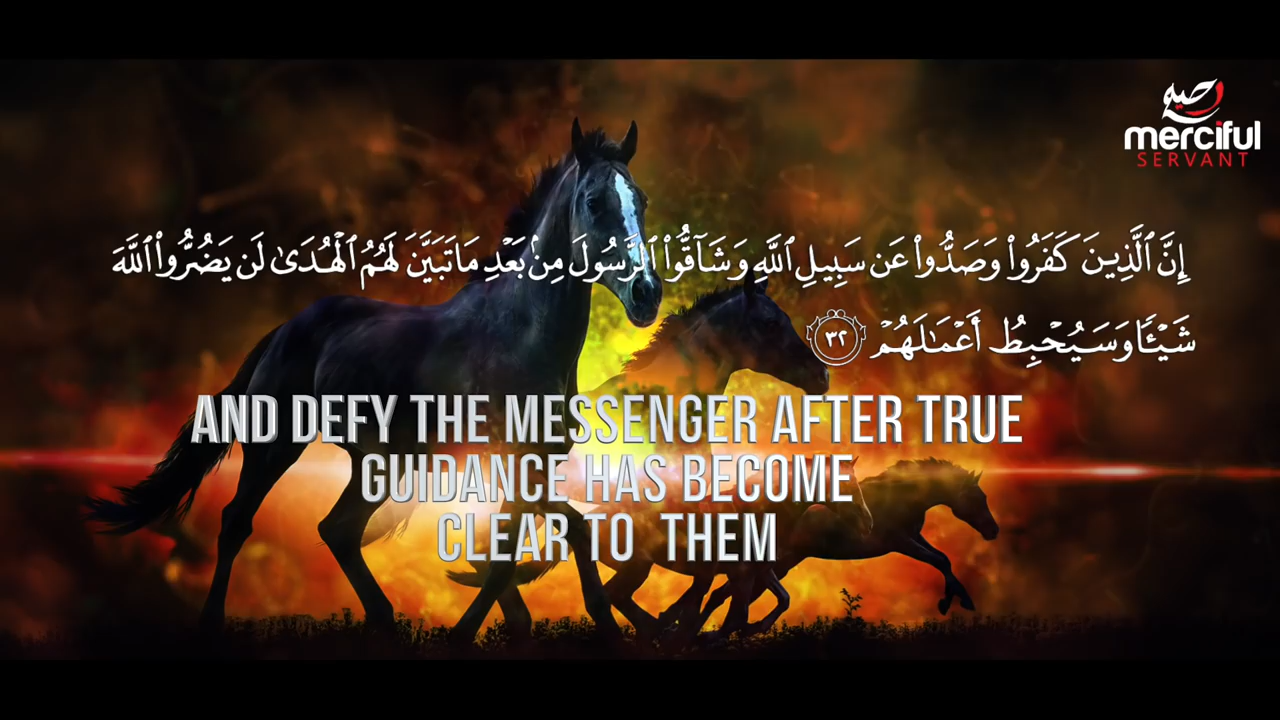 رحيم
merciful
SERVANT
إِنَّ ٱلَّذِينَ كَفَرُوا۟ وَصَدُّوا۟ عَن سَبِيلِ ٱللَّهِ وَشَآقُّوا۟ ٱلرَّسُولَ مِنۢ بَعْدِ مَا تَبَيَّنَ لَهُمُ ٱلْهُدَىٰ لَن يَضُرُّوا۟ ٱللَّهَ
شَيْـًٔا وَسَيُحْبِطُ أَعْمَـٰلَهُمْ ٣٢
AND DEFY THE MESSENGER AFTER TRUE
GUIDANCE HAS BECOME
CLEAR TO THEM